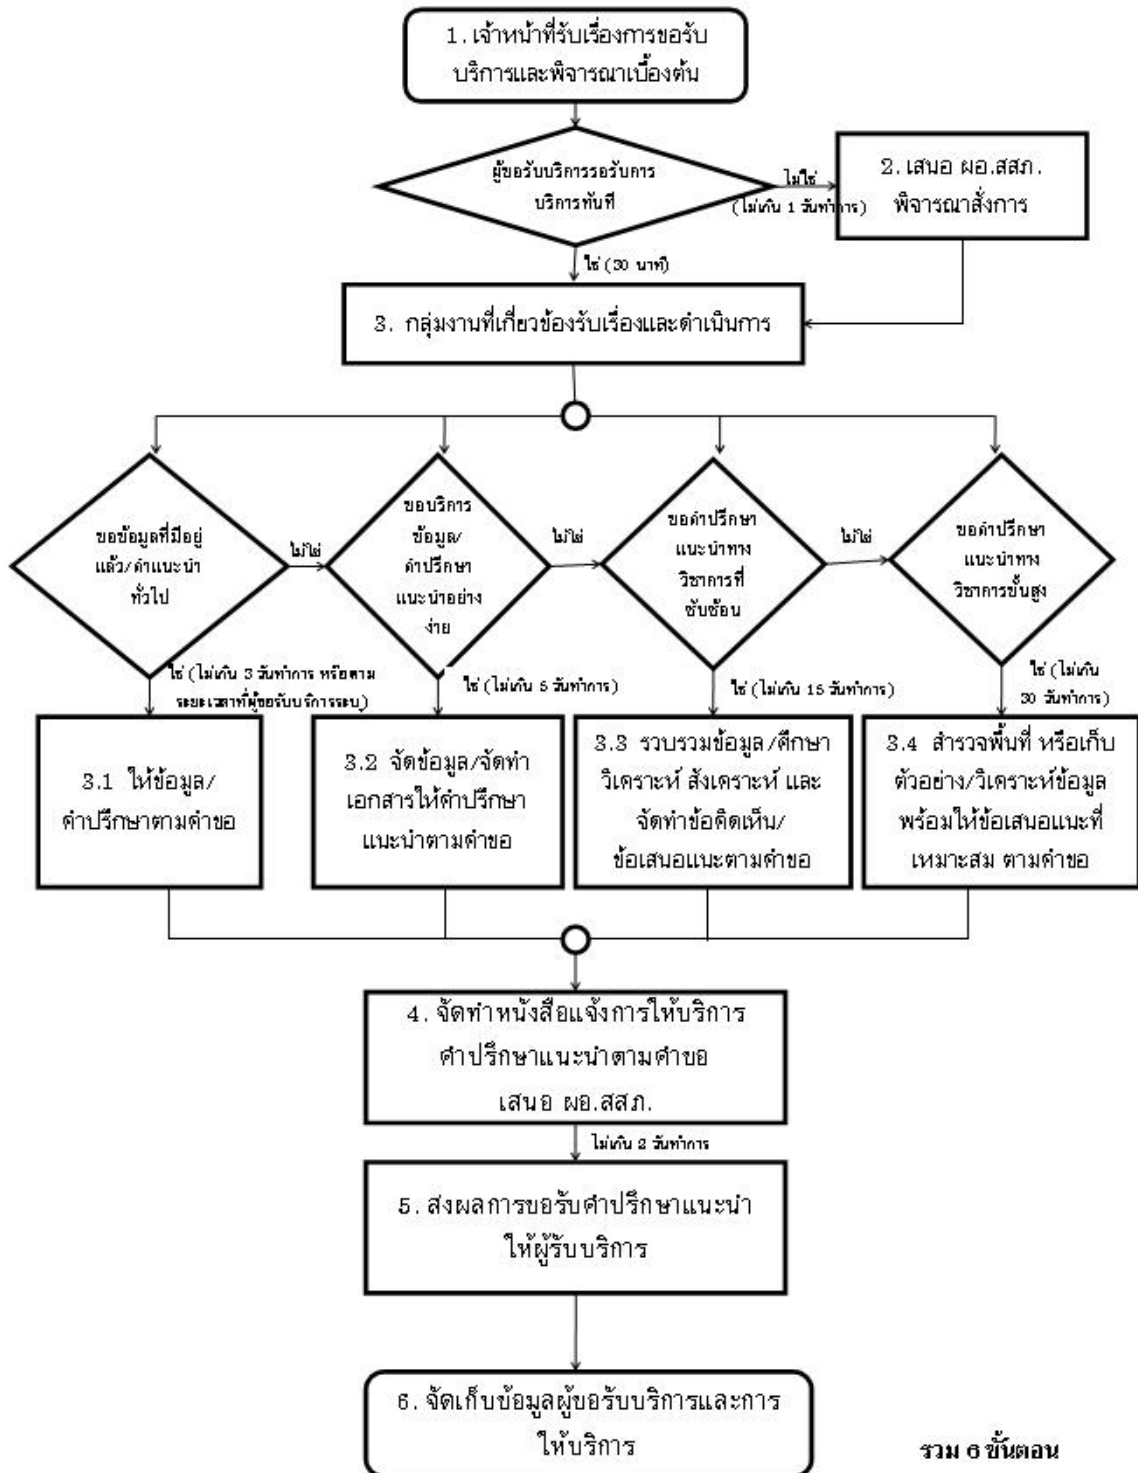 1. เจ้าหน้าที่รับเรื่องการขอรับ
บริการและพิจารณาเบื้องต้น
ผู้ขอรับบริการรอรับการ
บริการทันที
ไม่ใช่
(ไม่เกิน 1 วันทำการ)
2. เสนอ ผอ.สสภ.
พิจารณาสั่งการ
ใช่ (30 นาที)
3. กลุ่มงานที่เกี่ยวข้องรับเรื่องและดำเนินการ
ขอข้อมูลที่มีอยู่
แล้ว/คำแนะนำ
ทั่วไป
ไม่ใช่
ขอบริการ
ข้อมูล/
คำปรึกษา
แนะนำอย่าง
ง่าย
ไม่ใช่
ขอคำปรึกษา
แนะนำทาง
วิชาการที่
ซับซ้อน
ไม่ใช่
ขอคำปรึกษา
แนะนำทาง
วิชาการขั้นสูง
ใช่ (ไม่เกิน 3 วันทำการ หรือตาม
ระยะเวลาที่ผู้ขอรับบริการระบุ)
ใช่ (ไม่เกิน 5 วันทำการ)
ใช่ (ไม่เกิน 15 วันทำการ)
ใช่ (ไม่เกิน
30 วันทำการ)
3.1 ให้ข้อมูล/
คำปรึกษาตามคำขอ
3.2 จัดข้อมูล/จัดทำ
เอกสารให้คำปรึกษา
แนะนำตามคำขอ
3.3 รวบรวมข้อมูล/ศึกษา
วิเคราะห์ สังเคราะห์ และ
จัดทำข้อคิดเห็น/
ข้อเสนอแนะตามคำขอ
3.4 สำรวจพื้นที่ หรือเก็บ
ตัวอย่าง/วิเคราะห์ข้อมูล
พร้อมให้ข้อเสนอแนะที่
เหมาะสม ตามคำขอ
4. จัดทำหนังสือแจ้งการให้บริการ
คำปรึกษาแนะนำตามคำขอ
เสนอ ผอ.สสภ.
ไม่เกิน 2 วันทำการ
5. ส่งผลการขอรับคำปรึกษาแนะนำ
ให้ผู้รับบริการ
6. จัดเก็บข้อมูลผู้ขอรับบริการและการ
ให้บริการ
รวม 6 ขั้นตอน